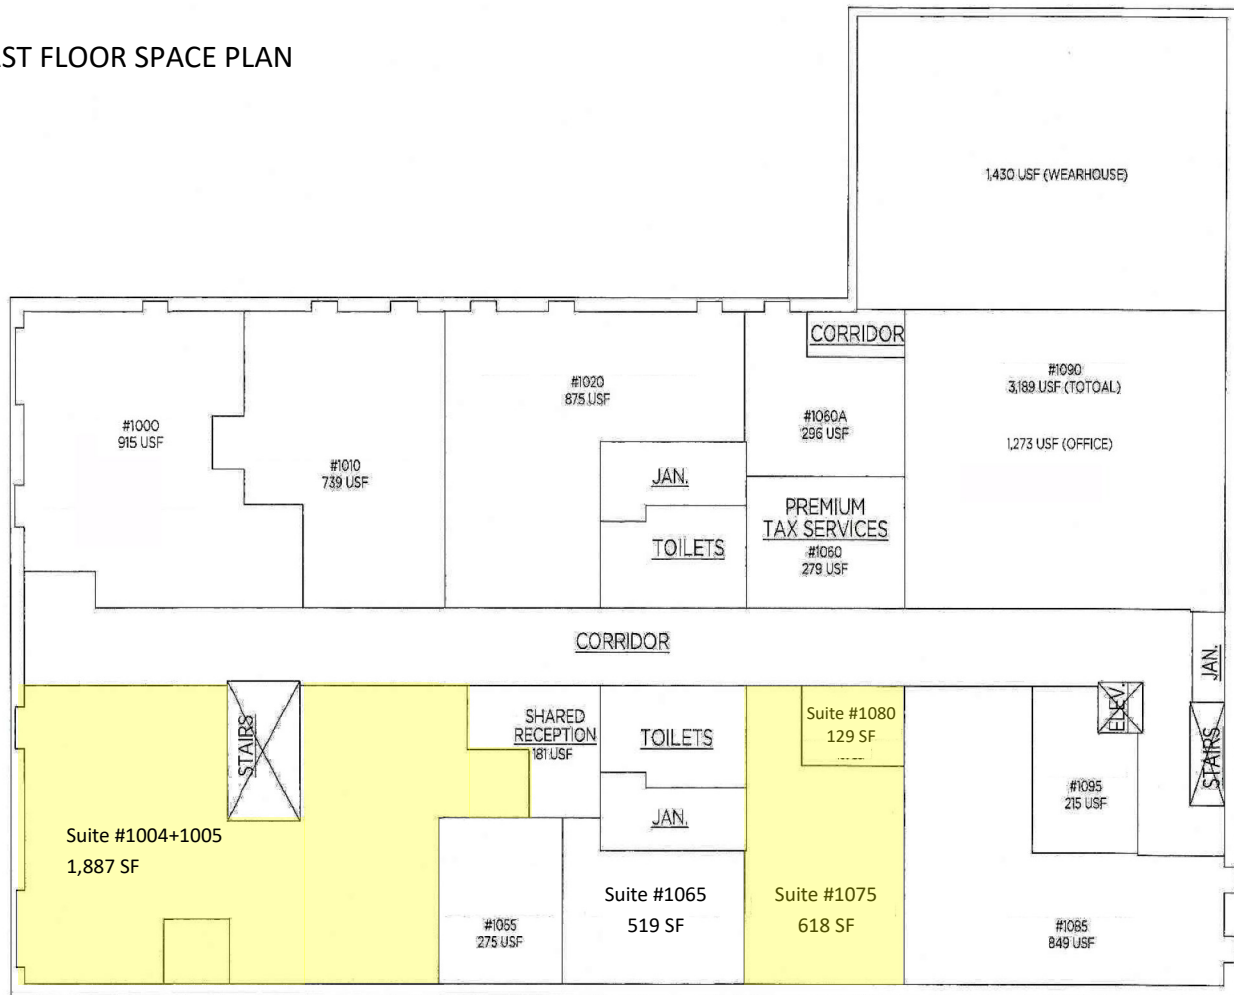 ST FLOOR SPACE PLAN
1,430 USF (WEARHOUSE)
CORRIDOR
#1090
3,189 USF (TOTOAL)
1,273 USF (OFFICE)
#1020
875 USF
#1060A
296 USF
#1000
915 USF
#1010
739 USF
JAN.
PREMIUM
TAX SERVICES
#1060
279 USF
TOILETS
CORRIDOR
JAN.
STAIRS
SHARED
RECEPTION
181 USF
TOILETS
Suite #1080
129 SF
ELEV.
STAIRS
#1095
215 USF
JAN.
Suite #1004+1005
1,887 SF
Suite #1065
519 SF
Suite #1075
618 SF
#1055
275 USF
#1085
849 USF